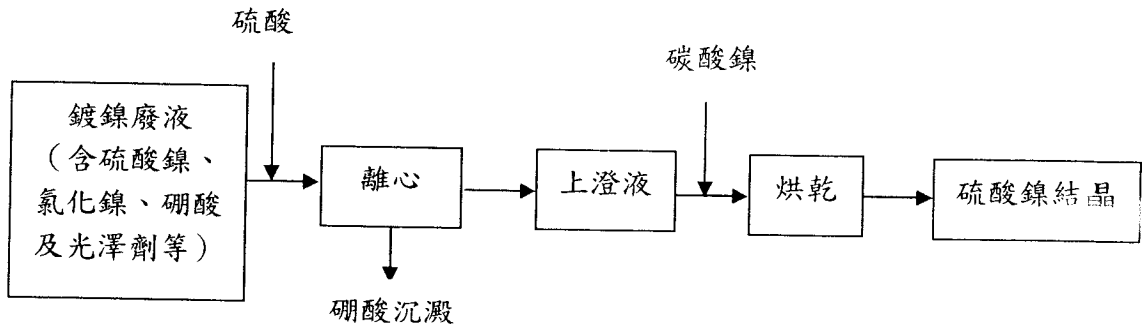 硫酸
碳酸鎳
鍍鎳廢液
（含硫酸鎳、
氯化鎳、硼酸
及光澤劑等）
離心
上澄液
烘乾
硫酸鎳結晶
硼酸沉澱